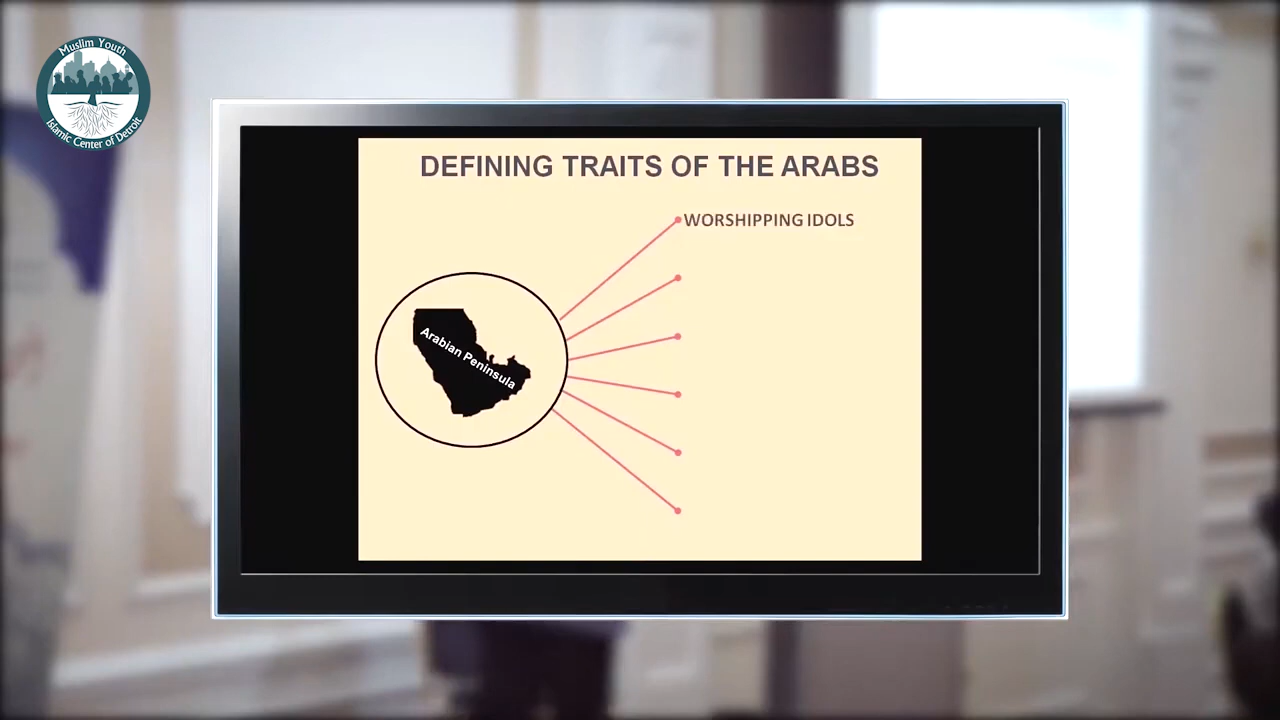 Muslim Youth
Islamic Center of Detroit
DEFINING TRAITS OF THE ARABS
WORSHIPPING IDOLS
Arabian Peninsula